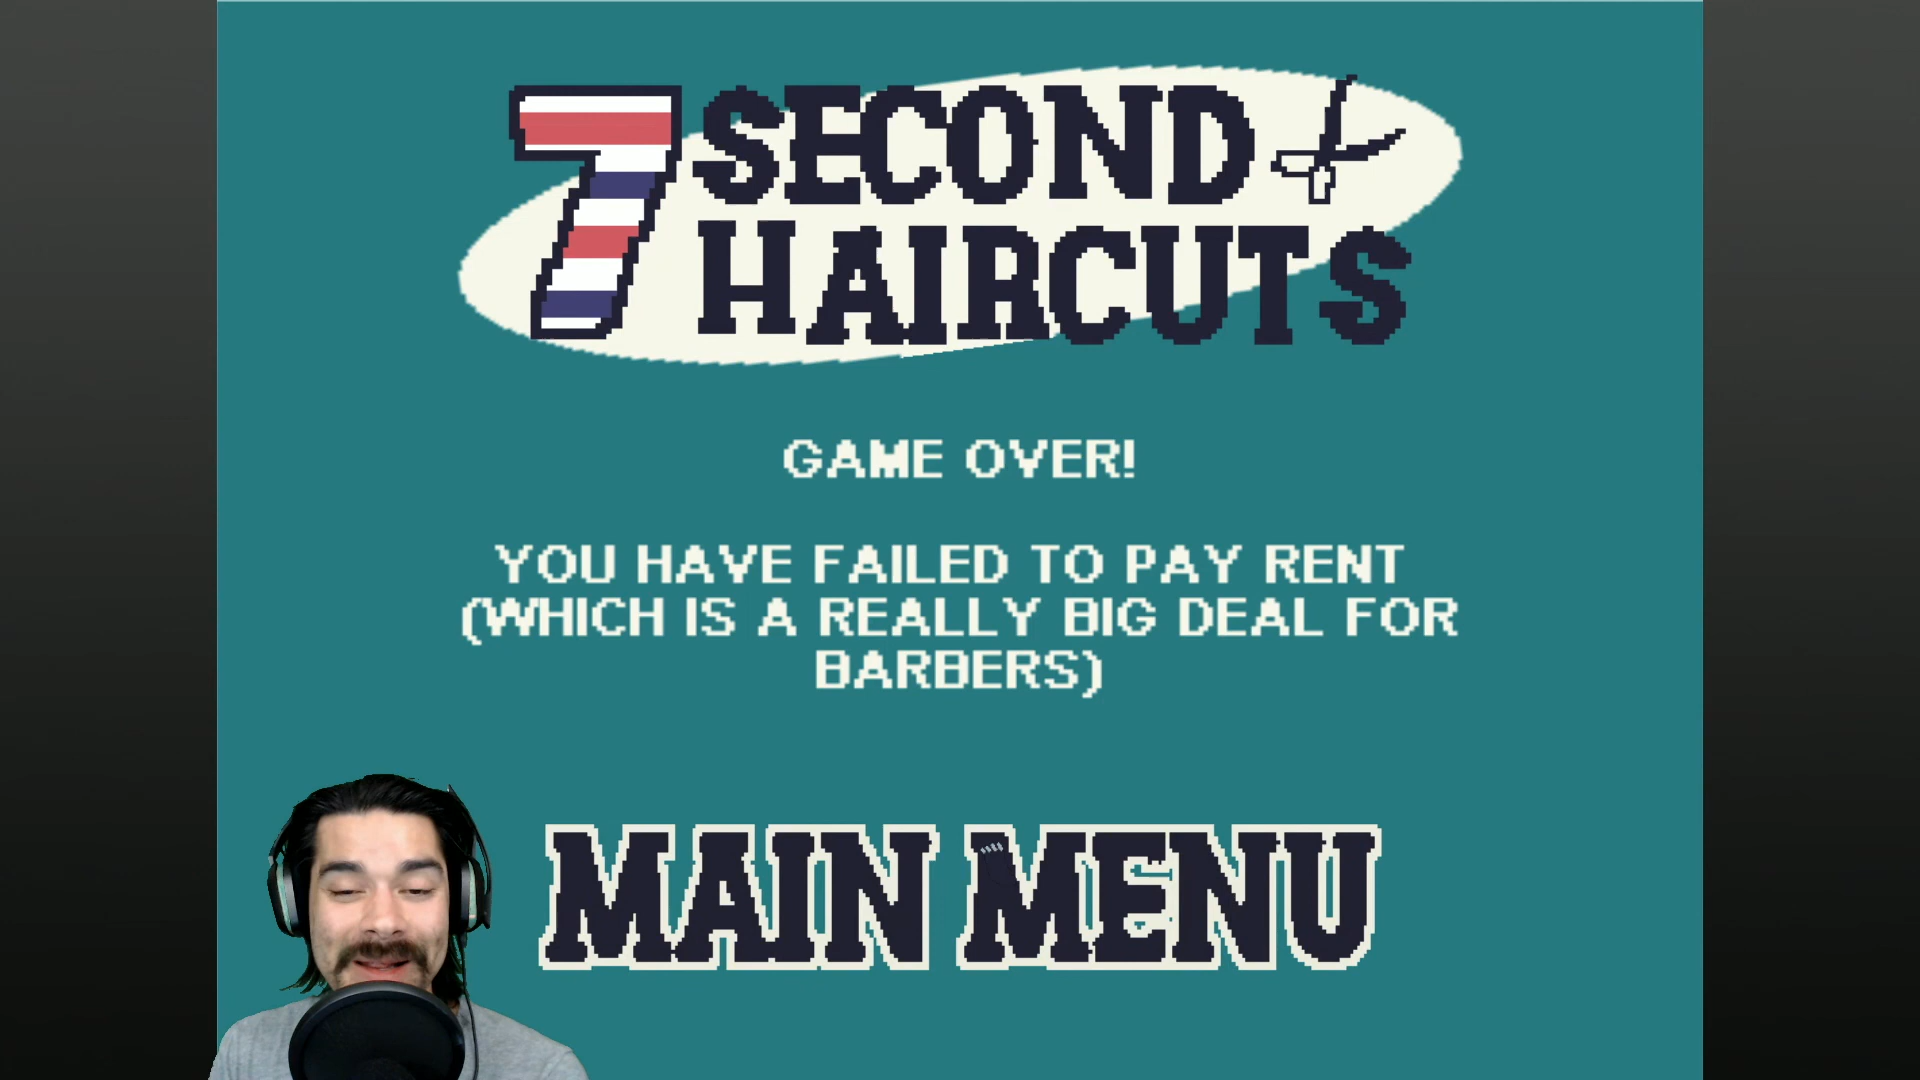 7 SECOND
HAIRCUTS
GAME OVER!
YOU HAVE FAILED TO PAY RENT
(WHICH IS A REALLY BIG DEAL FOR
BARBERS)
MAIN MENU